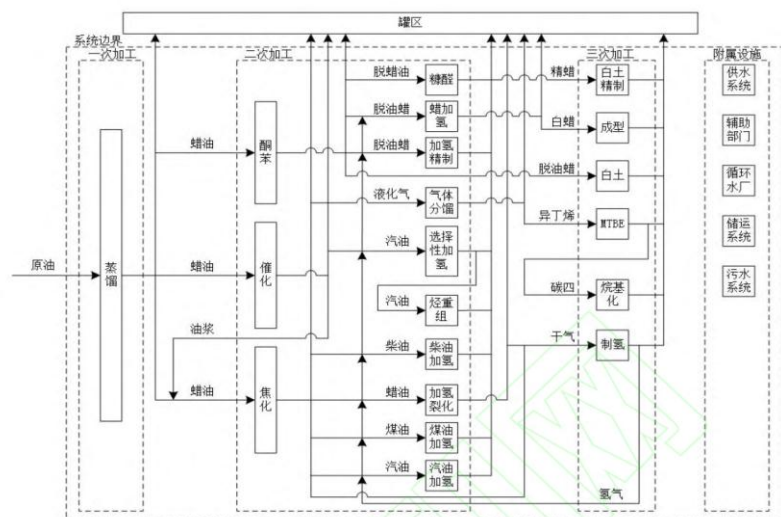 罐区
系统边界
一次加工
二次加工
三次加工
附属设施
脱蜡油
糠醛
精蜡
白土
精制
供水
系统
脱油蜡
蜡加
氢
白蜡
成型
辅助
部门
蜡油
酮苯
脱油蜡
加氢
精制
脱油蜡
白土
循环
水厂
液化气
气体
分馏
异丁烯
MTBE
储运
系统
汽油
选择
性加
氢
原油
蒸馏
蜡油
催化
污水
系统
碳四
烷基
化
汽油
烃重
组
油浆
柴油
柴油
加氢
干气
制氢
蜡油
焦化
蜡油
加氢
裂化
煤油
煤油
加氢
汽油
汽油
加氢
氢气